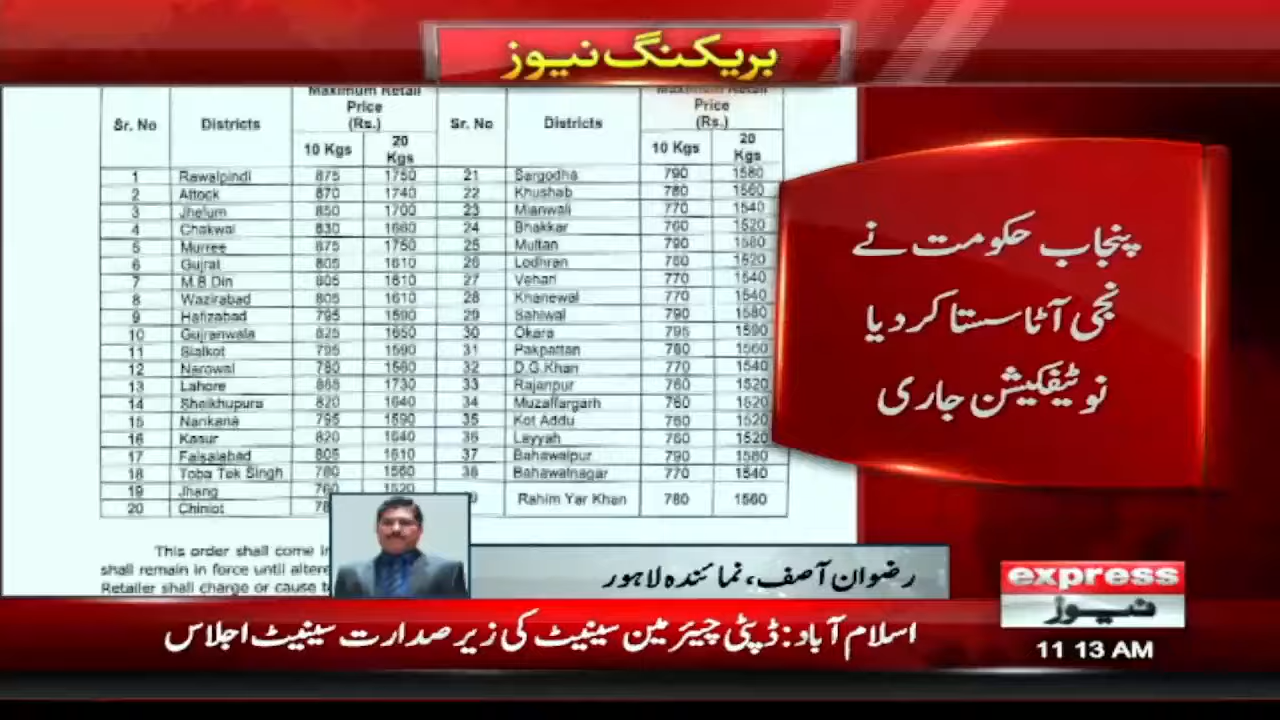 بریکنگ نیوز
Sr. No Districts Maximum Retail Price (Rs.) Sr. No Districts Maximum Retail Price (Rs.)
10 Kgs 20 Kgs 10 Kgs 20 Kgs
1 Rawalpindi 875 1750 21 Sargodha 790 1580
2 Attock 870 1740 22 Khushab 780 1560
3 Jhelum 850 1700 23 Mianwali 770 1540
4 Chakwal 830 1660 24 Bhakkar 760 1520
5 Murree 875 1750 25 Multan 790 1580
6 Gujrat 805 1610 26 Lodhran 760 1520
7 M.B.Din 805 1610 27 Vehari 770 1540
8 Wazirabad 805 1610 28 Khanewal 770 1540
9 Hafizabad 795 1590 29 Sahiwal 790 1580
10 Gujranwala 825 1650 30 Okara 795 1590
11 Sialkot 795 1590 31 Pakpattan 780 1560
12 Narowal 780 1560 32 D.G.Khan 770 1540
13 Lahore 865 1730 33 Rajanpur 760 1520
14 Sheikhupura 820 1640 34 Muzaffargarh 760 1520
15 Nankana 795 1590 35 Kot Addu 760 1520
16 Kasur 820 1640 36 Layyah 760 1520
17 Faisalabad 805 1610 37 Bahawalpur 790 1580
18 Toba Tek Singh 780 1560 38 Bahawalnagar 770 1540
19 Jhang 760 1520
20 Chiniot Rahim Yar Khan 780 1560
This order shall come
shall remain in force until
Retailer shall charge or cause
پنجاب حکومت نے
نجی آٹا سستا کر دیا
نوٹیفکیشن جاری
رضوان آصف، نمائندہ لاہور
express
نیوز
11 13 AM
اسلام آباد: ڈپٹی چیئرمین سینیٹ کی زیر صدارت سینیٹ اجلاس